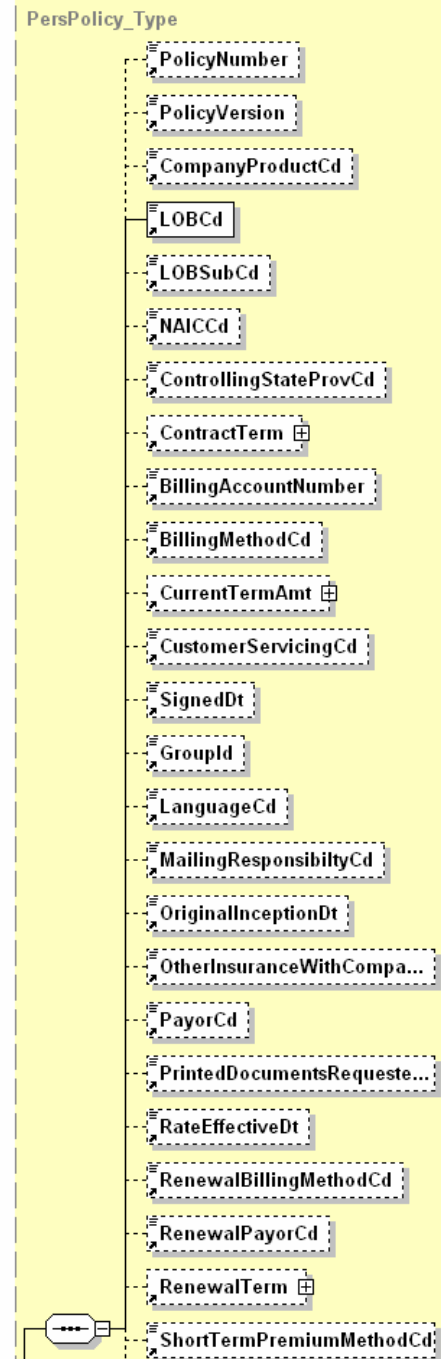 PersPolicy_Type
PolicyNumber
PolicyVersion
CompanyProductCd
LOBCd
LOBSubCd
NAICCd
ControllingStateProvCd
ContractTerm
BillingAccountNumber
BillingMethodCd
CurrentTermAmt
CustomerServicingCd
SignedDt
GroupId
LanguageCd
MailingResponsibiltyCd
OriginalInceptionDt
OtherInsuranceWithCompa...
PayorCd
PrintedDocumentsRequeste...
RateEffectiveDt
RenewalBillingMethodCd
RenewalPayorCd
RenewalTerm
ShortTermPremiumMethodCd